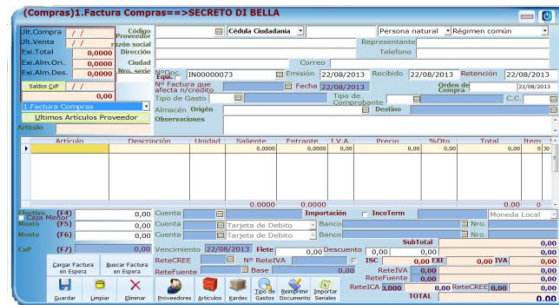 (Compras)1.Factura Compras==>SECRETO DI BELLA
Ult.Compra / / Código Proveedor Cédula Ciudadania Persona natural Régimen común
Ult.Venta / / razón social Representante
Exi.Total 0,0000 Dirección Telefono
Exi.Alm.Ori. 0,0000 Ciudad Correo
Exi.Alm.Des. 0,0000 Nro. serie IN00000073 Emisión 22/08/2013 Recibido 22/08/2013 Retención 22/08/2013
Equi.
Saldos CxP / / Nº Factura que afecta n/crédito Fecha 22/08/2013 Orden de Compra 22/08/2013
0,00 Tipo de Gasto Tipo de Comprobante C.C.
1.Factura Compras Almacén Origén Destino
Ultimos Artículos Proveedor Observaciones
Artículo
Artículo Descripción Unidad Saliente Entrante I.V.A. Precio %Dto Total Item
0,0000 0,0000 0,00 0,00 0,00 0,00
0.0000 0.0000 0.00 0
Efectivo (F4) 0,00 Cuenta Importación IncoTerm Moneda Local
Caja Menor
Monto (F5) 0,00 Cuenta Tarjeta de Debito Banco Nro.
Monto (F6) 0,00 Cuenta Tarjeta de Debito Banco Nro.
SubTotal 0,00
CxP (F7) 0,00 Vencimiento 22/08/2013 Flete 0,00 Descuento 0,00 0,00 0,00
Cargar Factura en Espera Buscar Factura en Espera ReteCREE Nº ReteIVA ISC 0,00 EXI 0,00 IVA 0,00
ReteFuente Base 0,00 ReteIVA 0,00 0,00
ReteFuente 0,00 0,00
Guardar Limpiar Eliminar Proveedores Artículos Kardex Tipo de Gastos Reimprimir Documento Importar Seriales ReteICA 0,000 0,00 ReteCREE 0,00 0,00
TOTAL 0,00